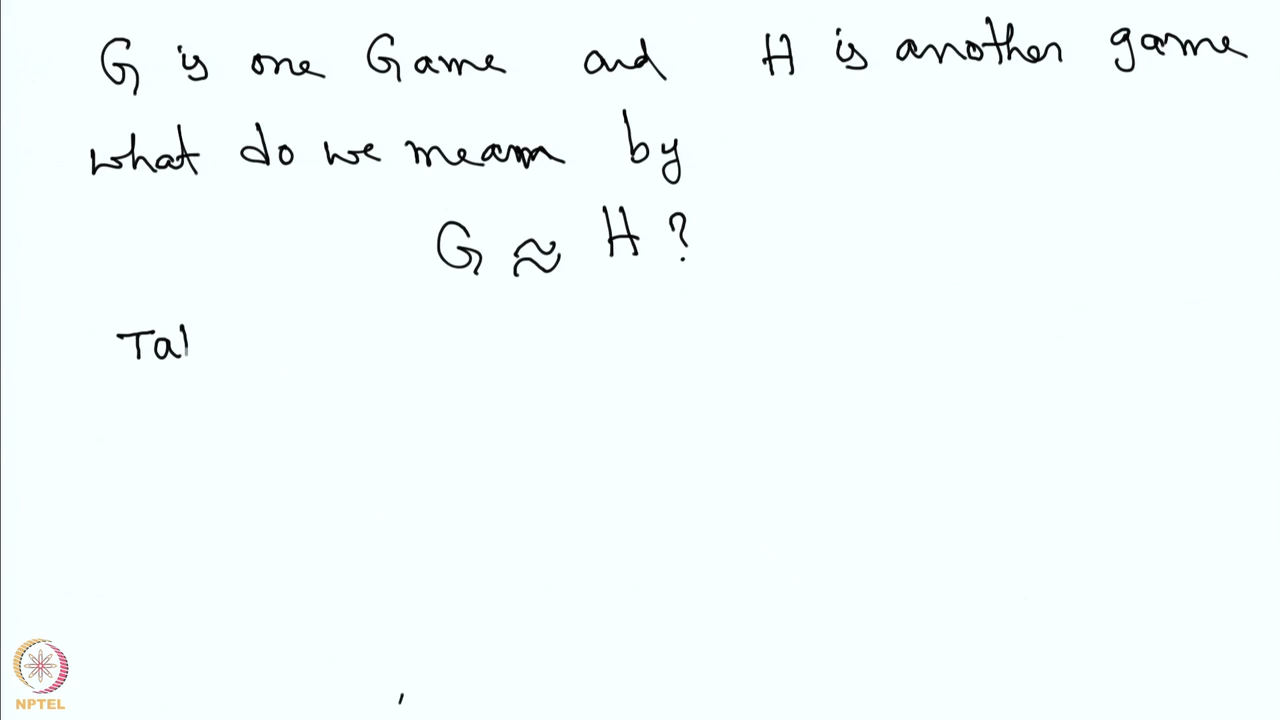 G is one Game and H is another game
what do we mean by
G ≈ H ?
Tal
NPTEL